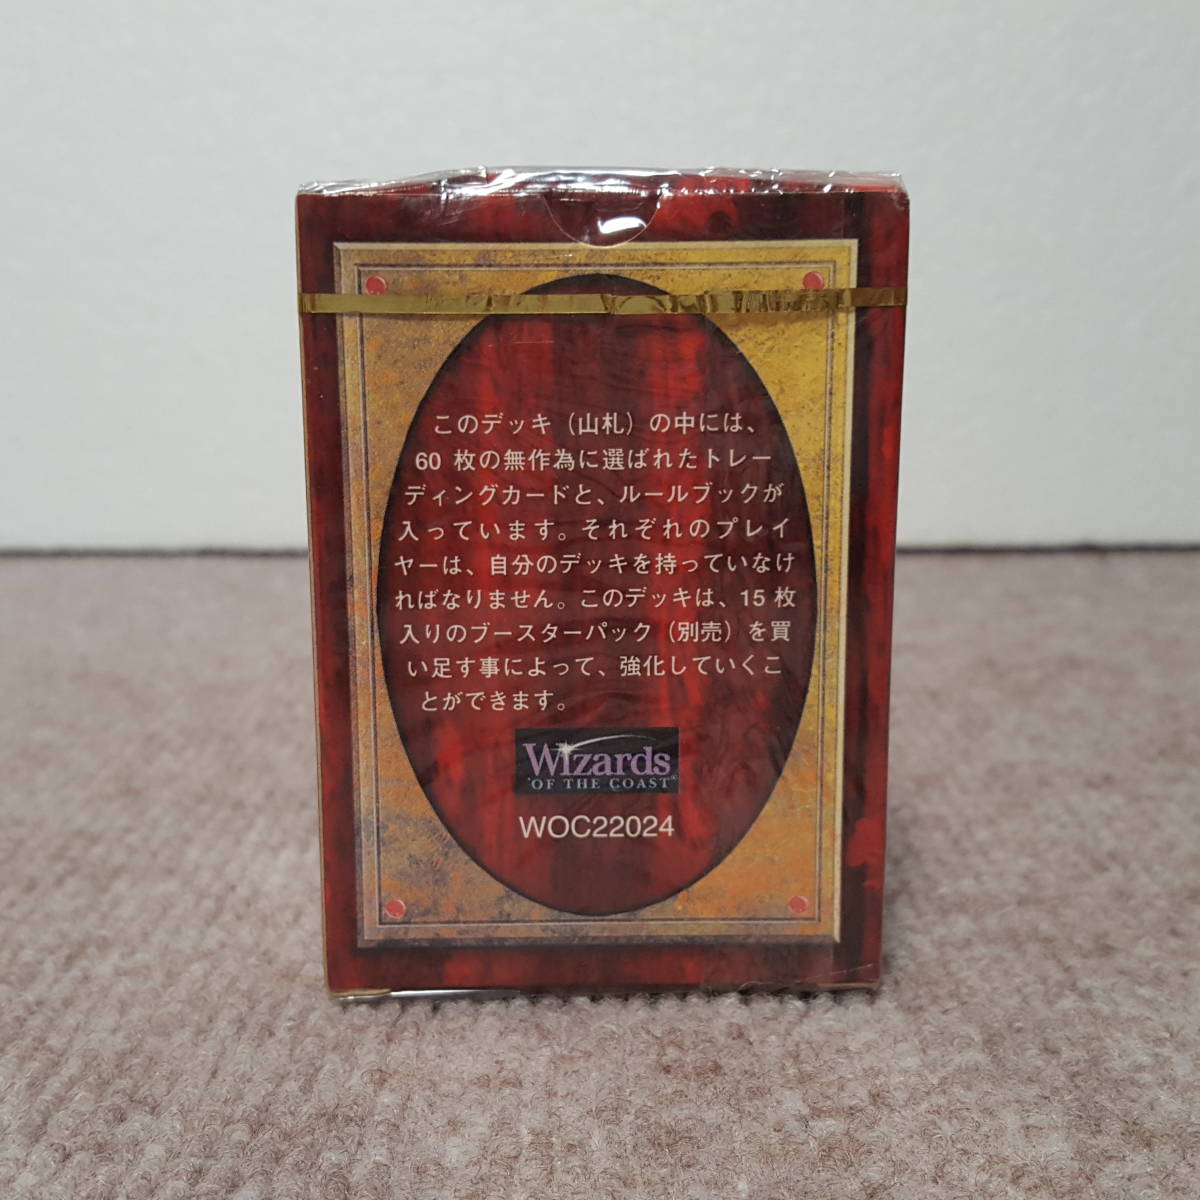 このデッキ（山札）の中には、
60 枚の無作為に選ばれたトレー
ディングカードと、ルールブックが
入っています。それぞれのプレイ
ヤーは、自分のデッキを持っていなけ
ればなりません。このデッキは、15 枚
入りのブースターパック（別売）を買
い足す事によって、強化していくこ
とができます。
Wizards
OF THE COAST®
WOC22024